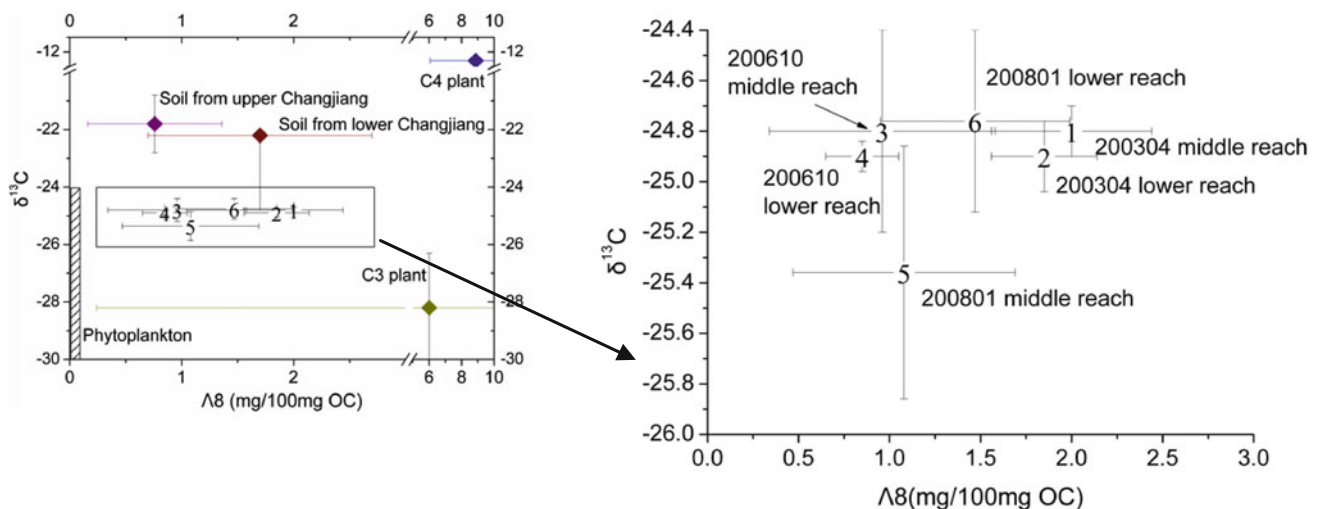 0 2 6 10
-12 -12
C4 plant
Soil from upper Changjiang
-22 Soil from lower Changjiang -22
δ13C
-24 -24
4 3 6 2 1
5
-26 -26
C3 plant
-28 -28
Phytoplankton
-30 -30
0 1 2 6 8 10
Λ8 (mg/100mg OC)
-24.4
200610
middle reach
-24.6
200801 lower reach
6
-24.8
3 1
200304 middle reach
4 2
-25.0
200610
lower reach
200304 lower reach
-25.2
δ13C
5
-25.4
200801 middle reach
-25.6
-25.8
-26.0
0.0 0.5 1.0 1.5 2.0 2.5 3.0
Λ8(mg/100mg OC)